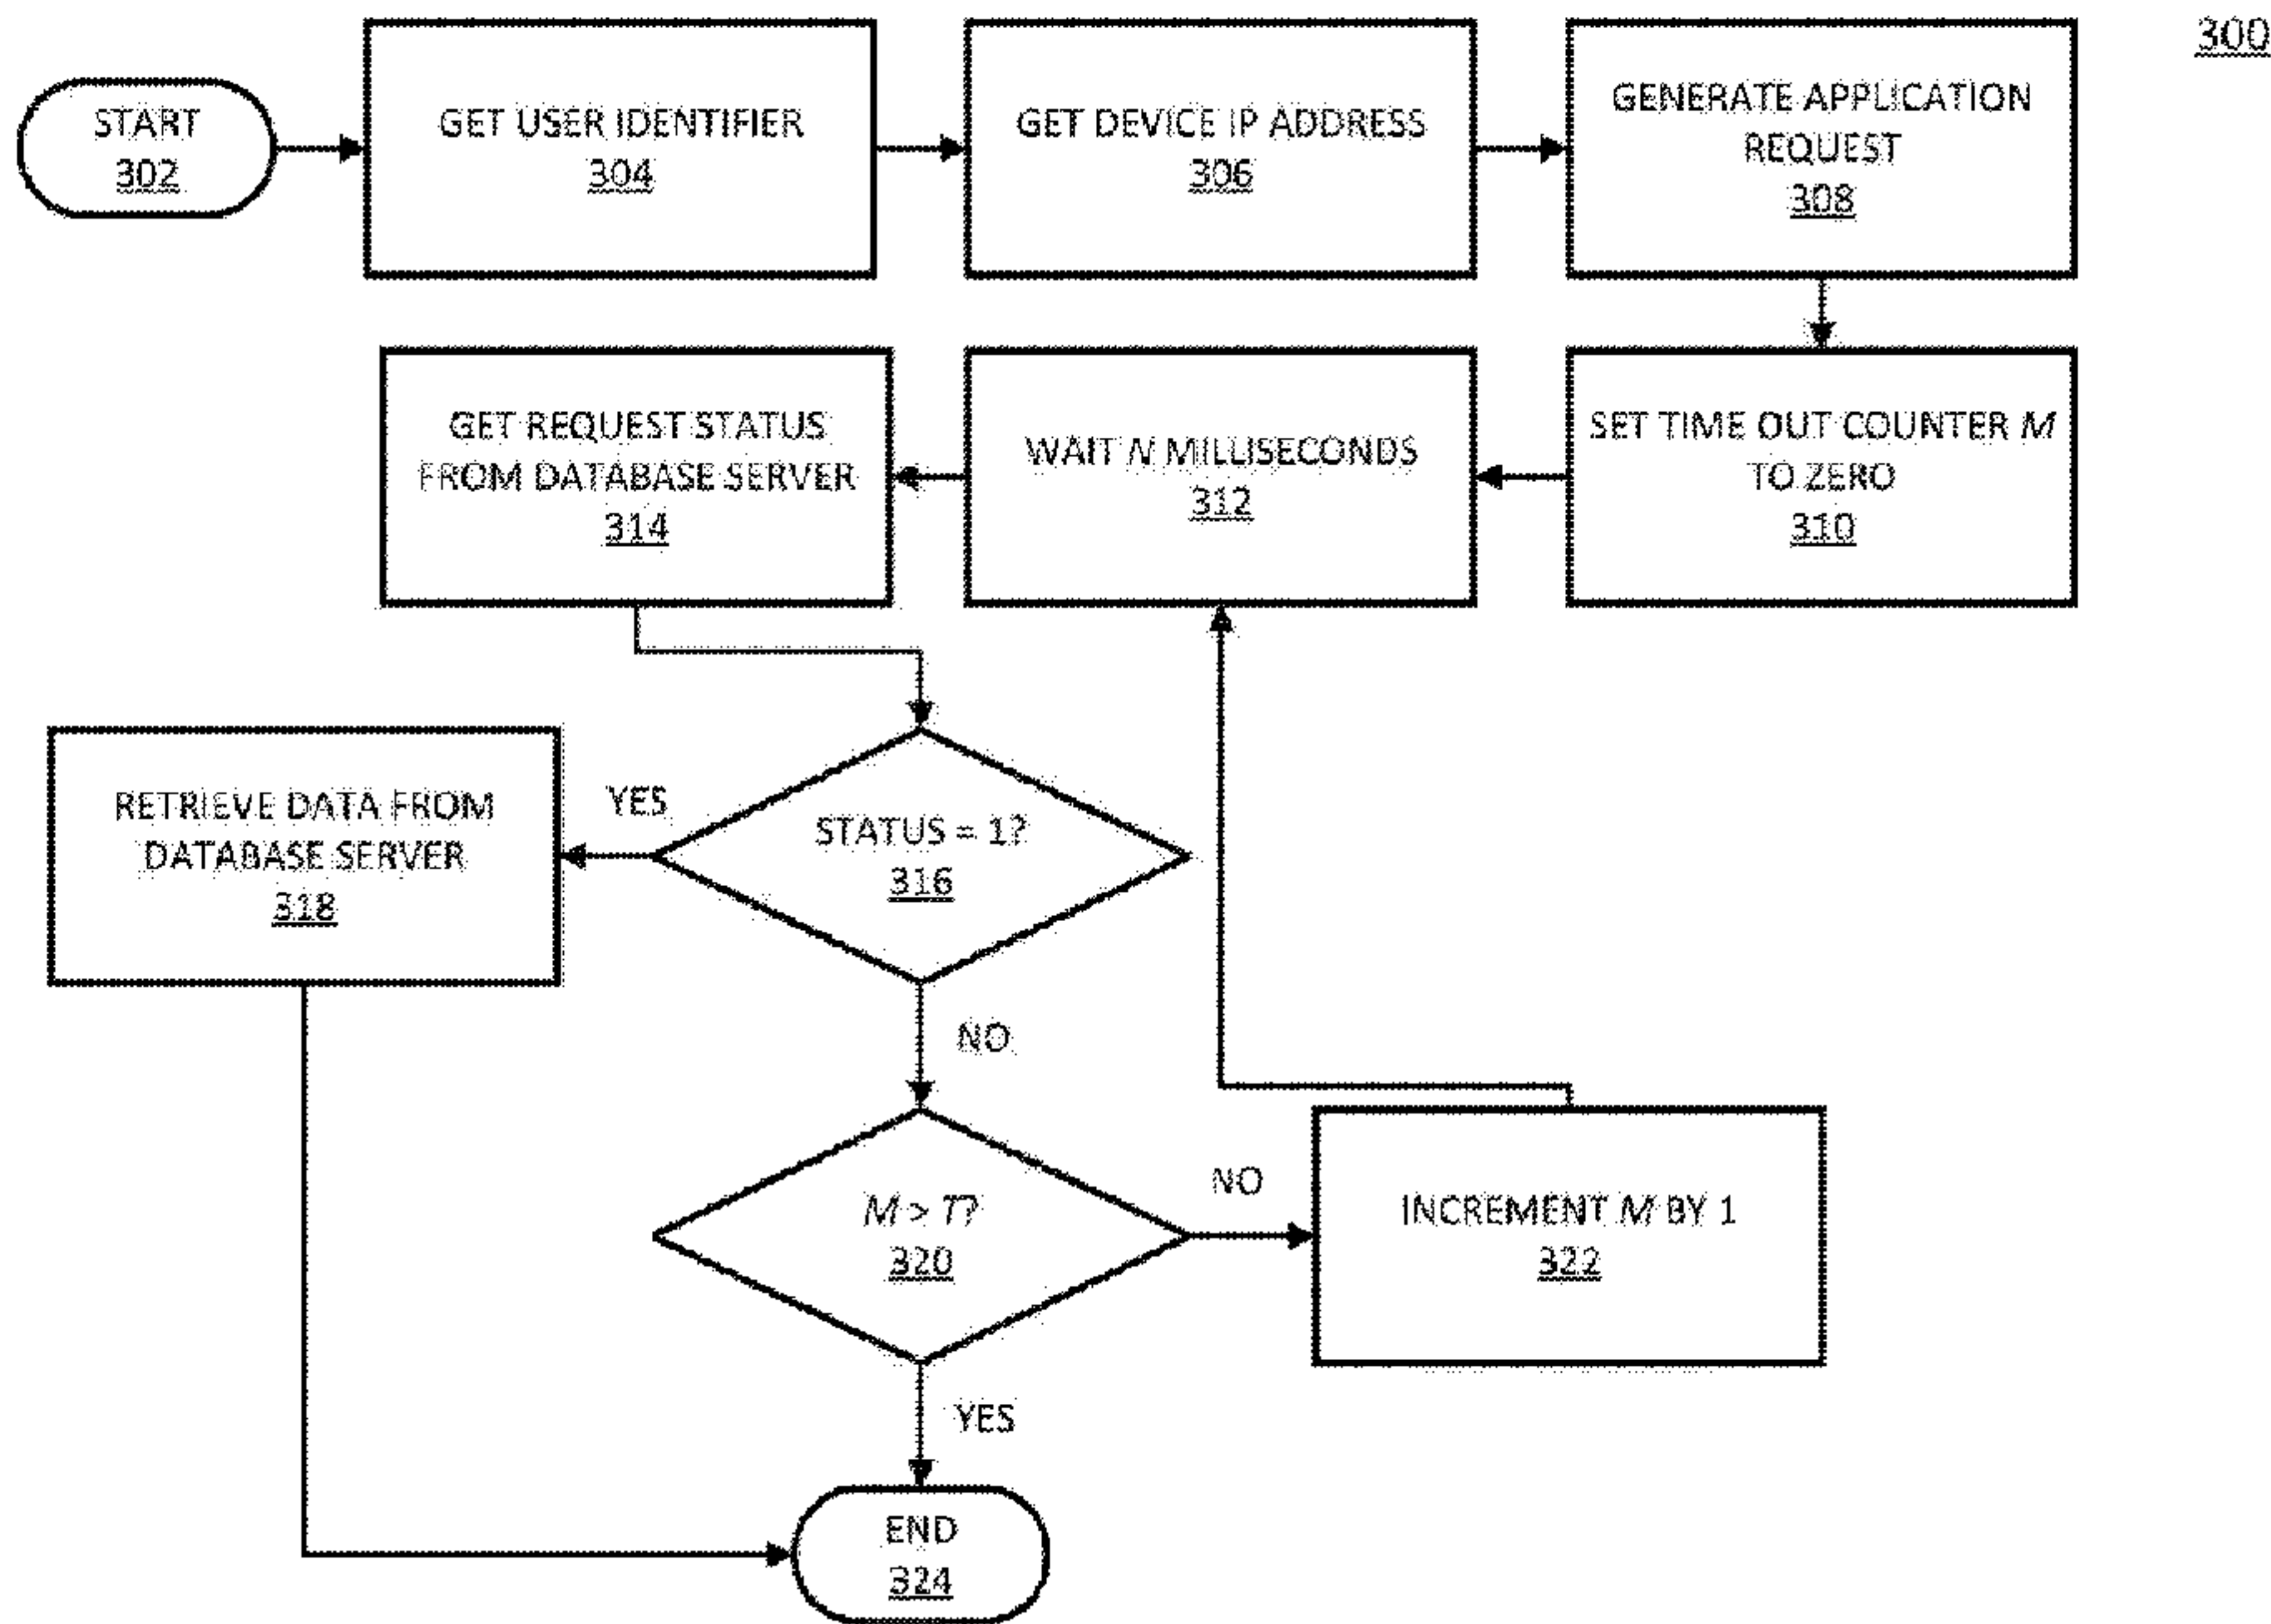 300
START
302
GET USER IDENTIFIER
304
GET DEVICE IP ADDRESS
306
GENERATE APPLICATION
REQUEST
308
SET TIME OUT COUNTER M
TO ZERO
310
WAIT N MILLISECONDS
312
GET REQUEST STATUS
FROM DATABASE SERVER
314
STATUS = 1?
316
YES
RETRIEVE DATA FROM
DATABASE SERVER
318
NO
M > T?
320
NO
INCREMENT M BY 1
322
YES
END
324